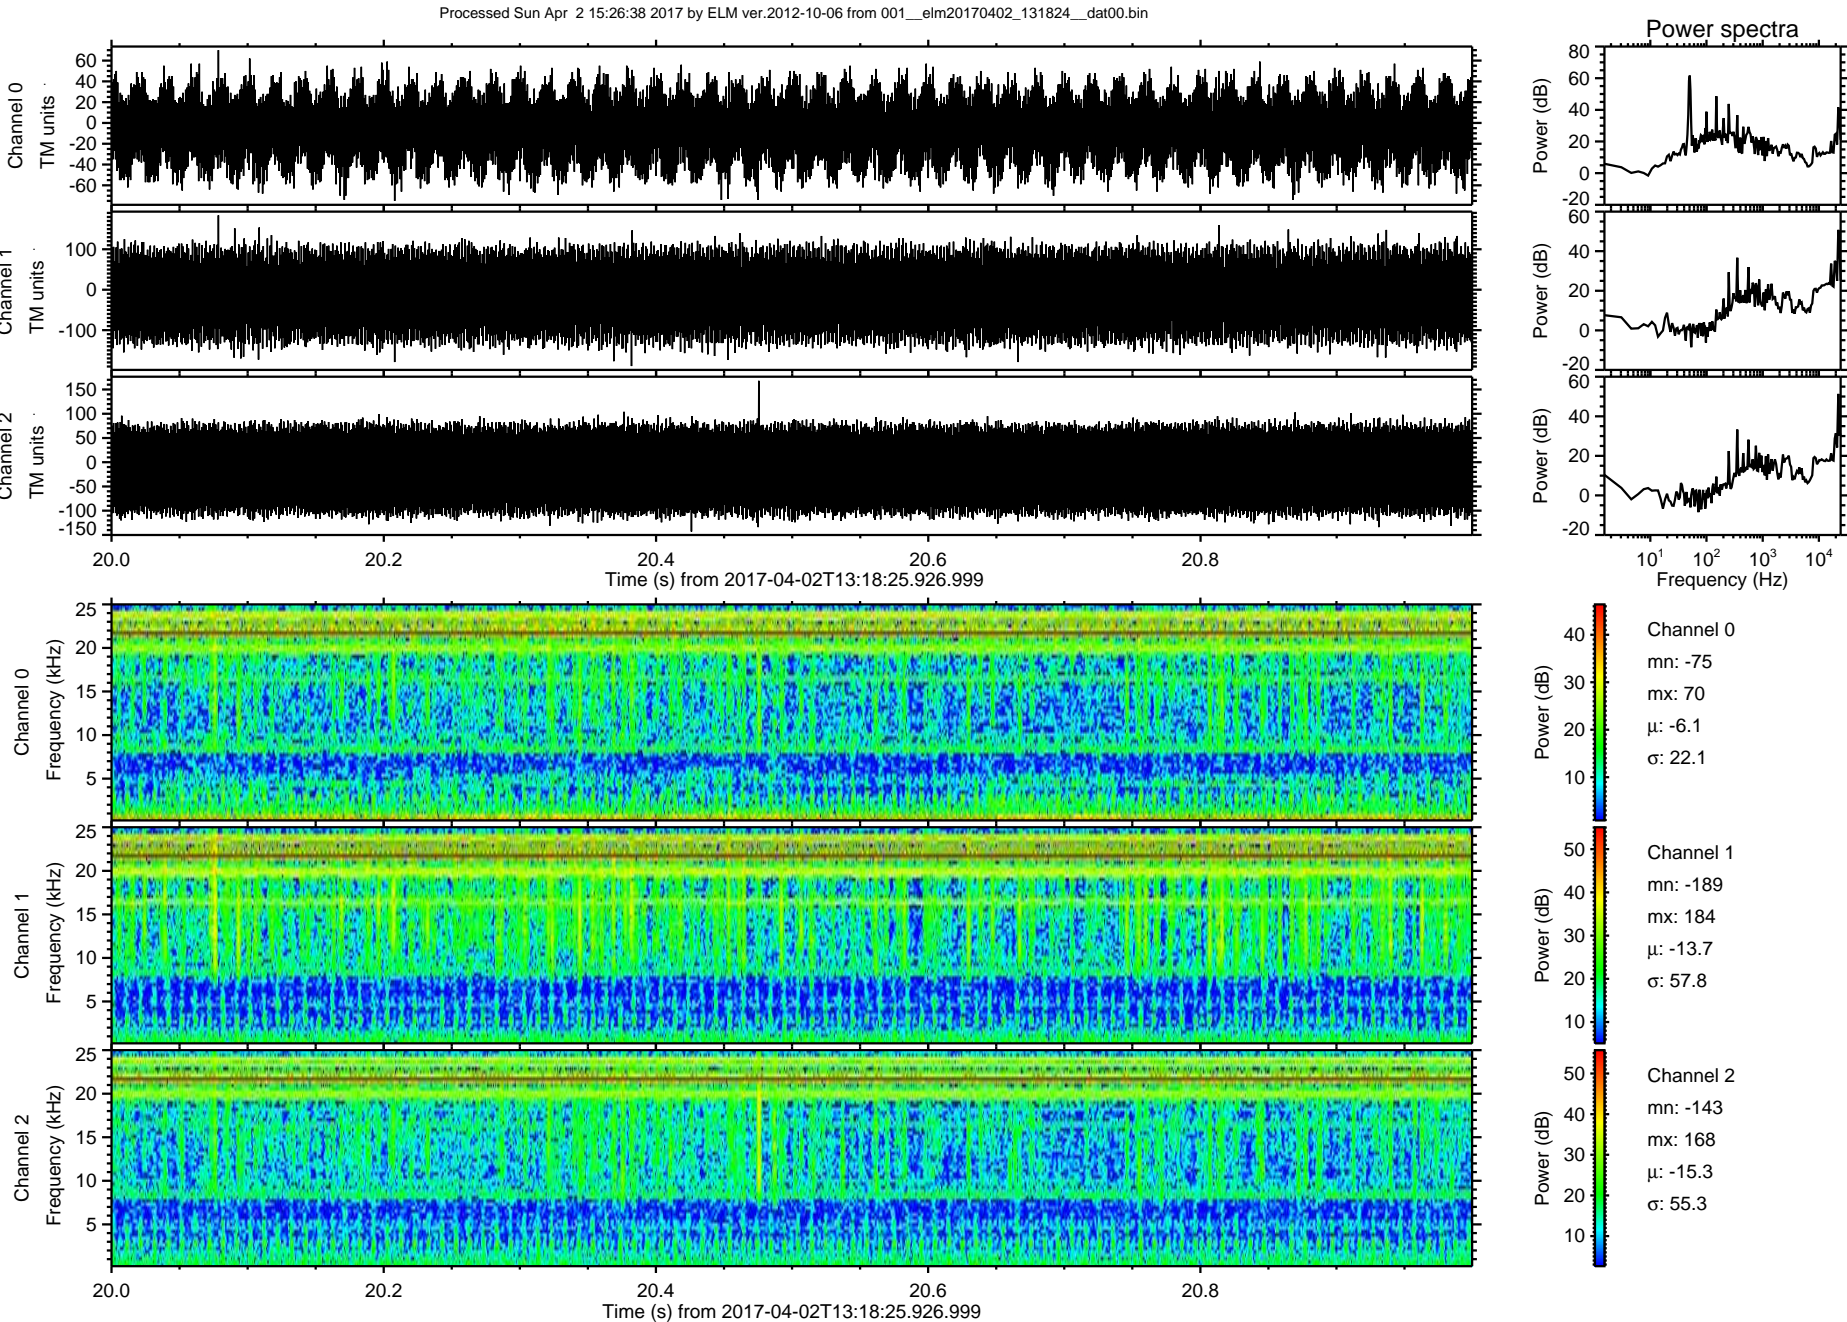 Processed Sun Apr 2 15:26:38 2017 by ELM ver.2012-10-06 from 001__elm20170402_131824__dat00.bin
Power spectra
Channel 0
TM units
60
40
20
0
-20
-40
-60
Power (dB)
80
60
40
20
0
-20
Channel 1
TM units
100
0
-100
Power (dB)
60
40
20
0
-20
Channel 2
TM units
150
100
50
0
-50
-100
-150
Power (dB)
60
40
20
0
-20
20.0 20.2 20.4 20.6 20.8
Time (s) from 2017-04-02T13:18:25.926.999
10^1 10^2 10^3 10^4
Frequency (Hz)
Channel 0
Frequency (kHz)
25
20
15
10
5
Power (dB)
40
30
20
10
Channel 0
mn: -75
mx: 70
μ: -6.1
σ: 22.1
Channel 1
Frequency (kHz)
25
20
15
10
5
Power (dB)
50
40
30
20
10
Channel 1
mn: -189
mx: 184
μ: -13.7
σ: 57.8
Channel 2
Frequency (kHz)
25
20
15
10
5
Power (dB)
50
40
30
20
10
Channel 2
mn: -143
mx: 168
μ: -15.3
σ: 55.3
20.0 20.2 20.4 20.6 20.8
Time (s) from 2017-04-02T13:18:25.926.999